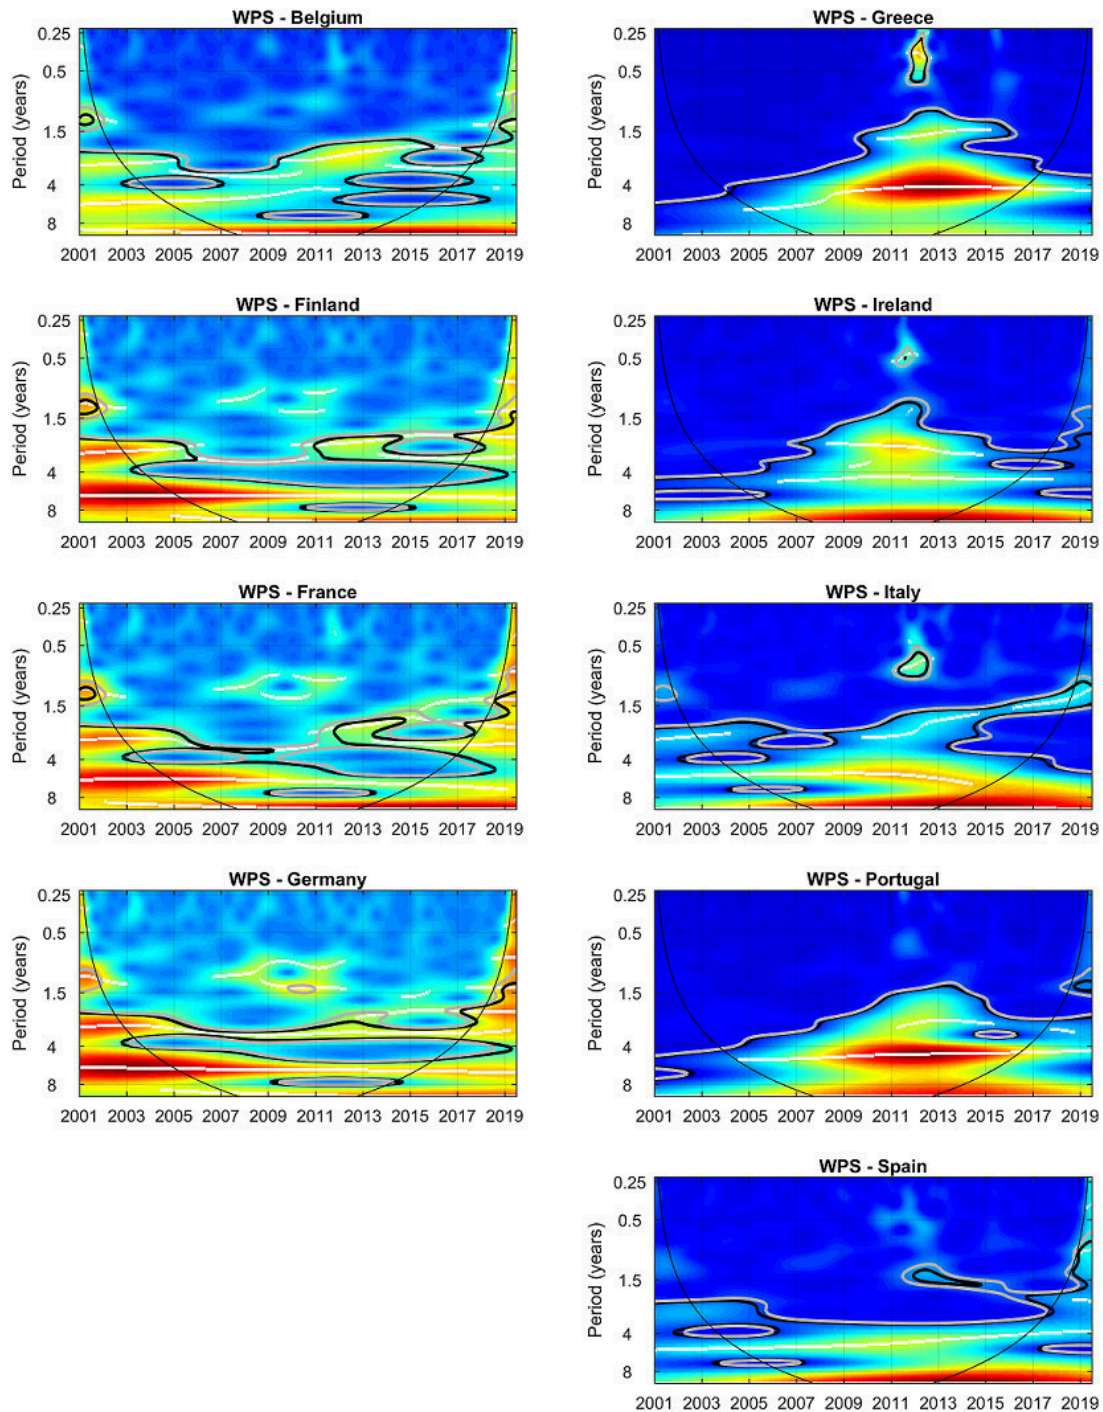 WPS - Belgium
Period (years)
0.25
0.5
1.5
4
8
2001 2003 2005 2007 2009 2011 2013 2015 2017 2019
WPS - Greece
Period (years)
0.25
0.5
1.5
4
8
2001 2003 2005 2007 2009 2011 2013 2015 2017 2019
WPS - Finland
Period (years)
0.25
0.5
1.5
4
8
2001 2003 2005 2007 2009 2011 2013 2015 2017 2019
WPS - Ireland
Period (years)
0.25
0.5
1.5
4
8
2001 2003 2005 2007 2009 2011 2013 2015 2017 2019
WPS - France
Period (years)
0.25
0.5
1.5
4
8
2001 2003 2005 2007 2009 2011 2013 2015 2017 2019
WPS - Italy
Period (years)
0.25
0.5
1.5
4
8
2001 2003 2005 2007 2009 2011 2013 2015 2017 2019
WPS - Germany
Period (years)
0.25
0.5
1.5
4
8
2001 2003 2005 2007 2009 2011 2013 2015 2017 2019
WPS - Portugal
Period (years)
0.25
0.5
1.5
4
8
2001 2003 2005 2007 2009 2011 2013 2015 2017 2019
WPS - Spain
Period (years)
0.25
0.5
1.5
4
8
2001 2003 2005 2007 2009 2011 2013 2015 2017 2019